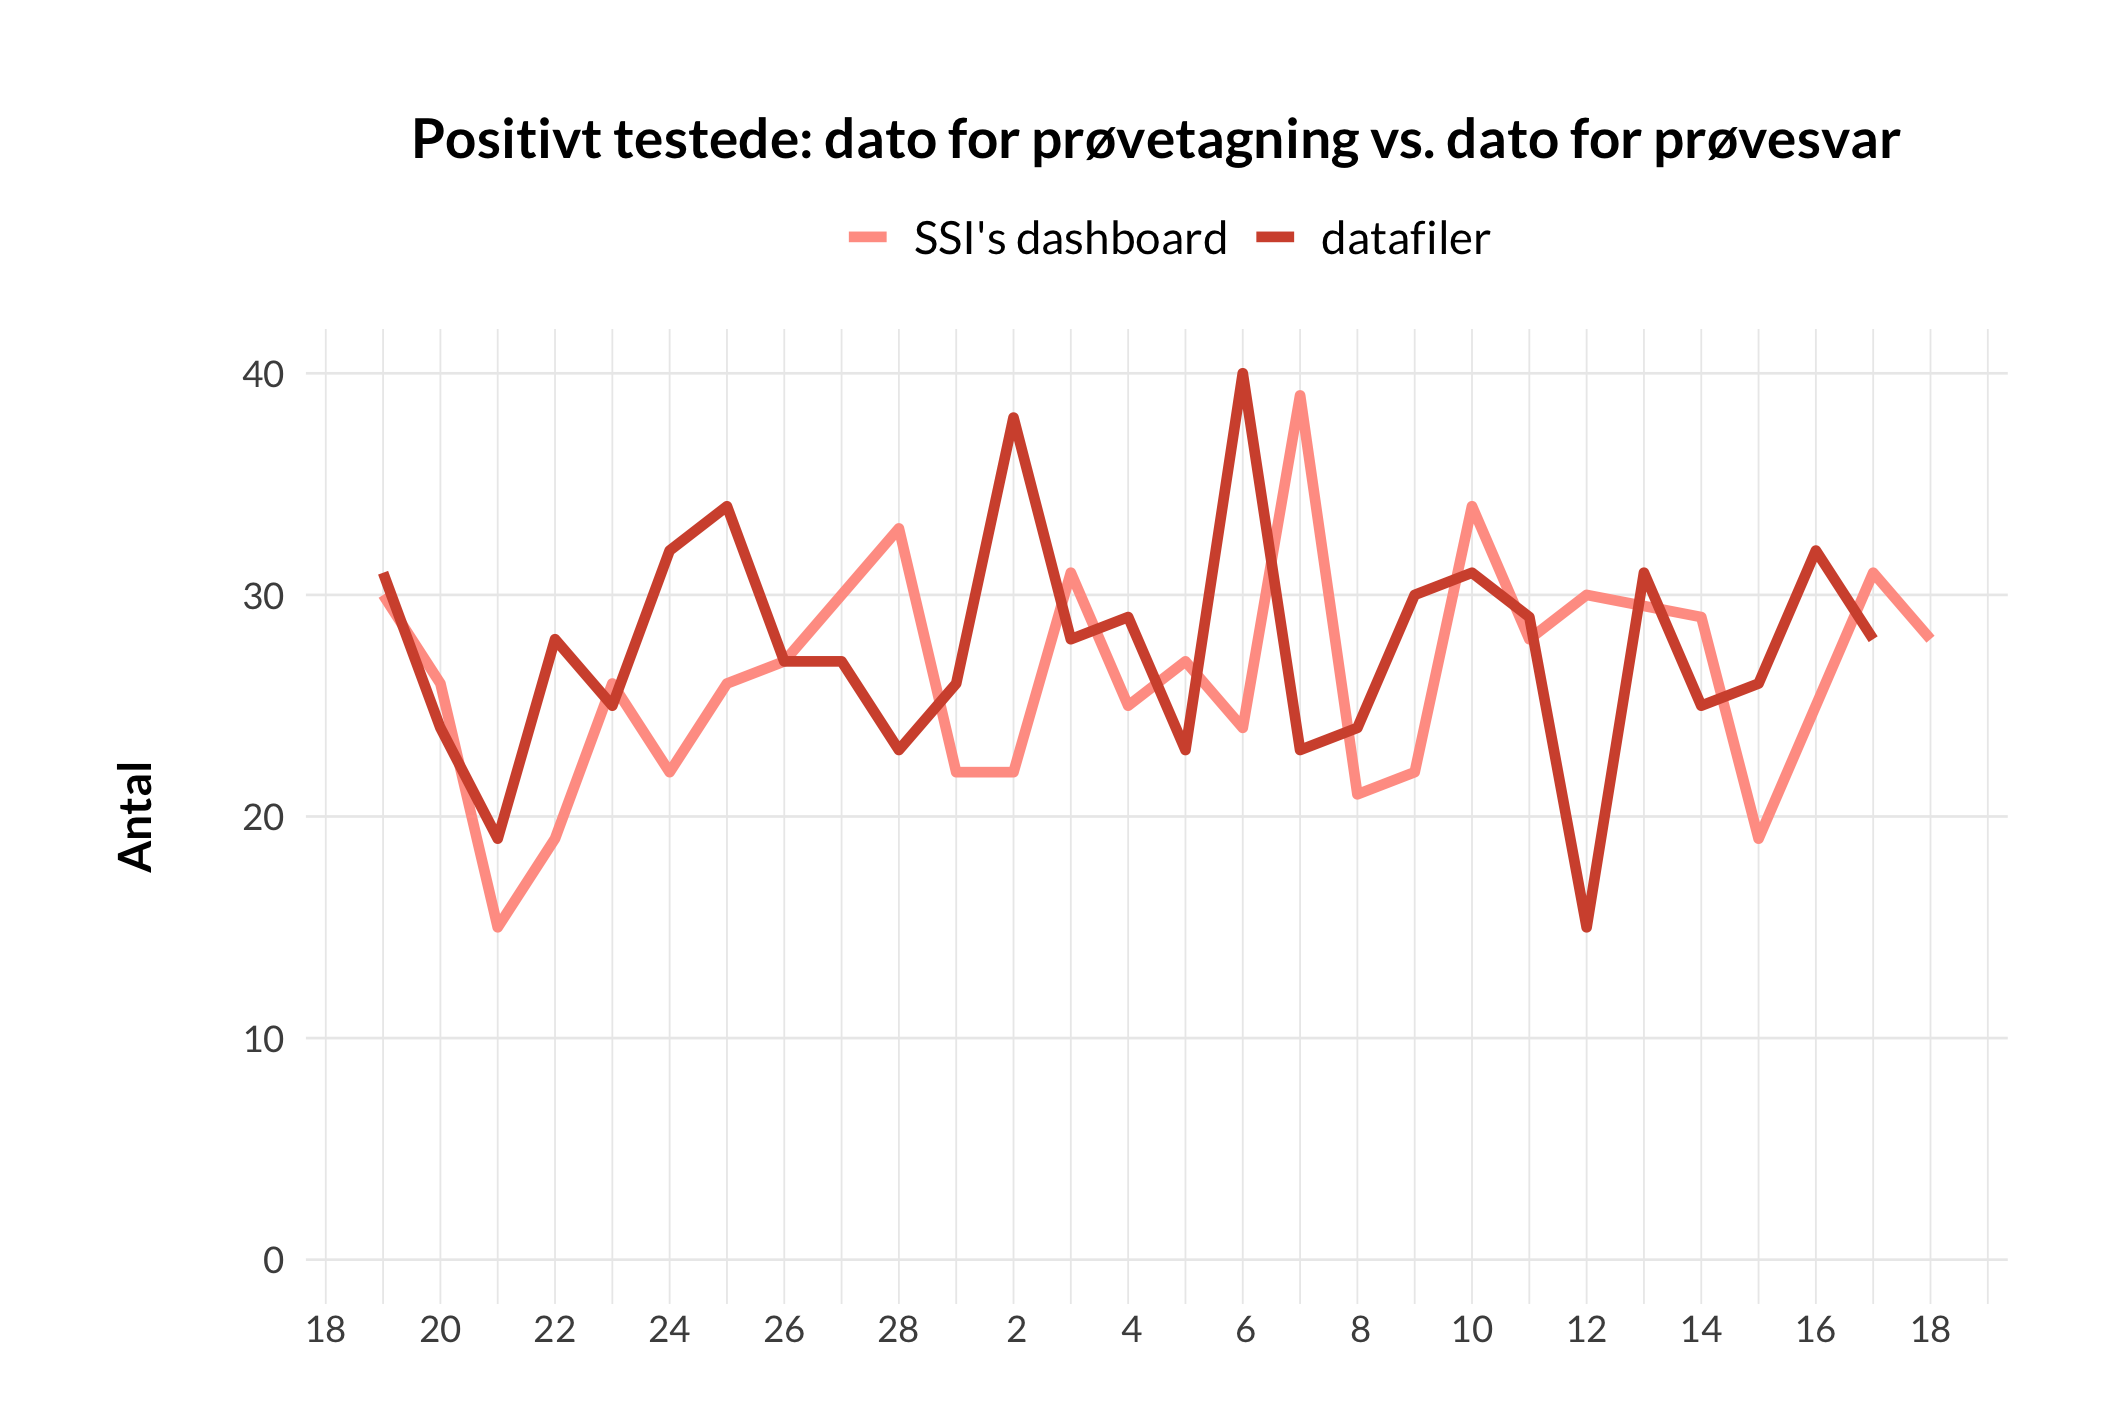 Positivt testede: dato for prøvetagning vs. dato for prøvesvar
SSI's dashboard datafiler
Antal
40
30
20
10
0
18 20 22 24 26 28 2 4 6 8 10 12 14 16 18